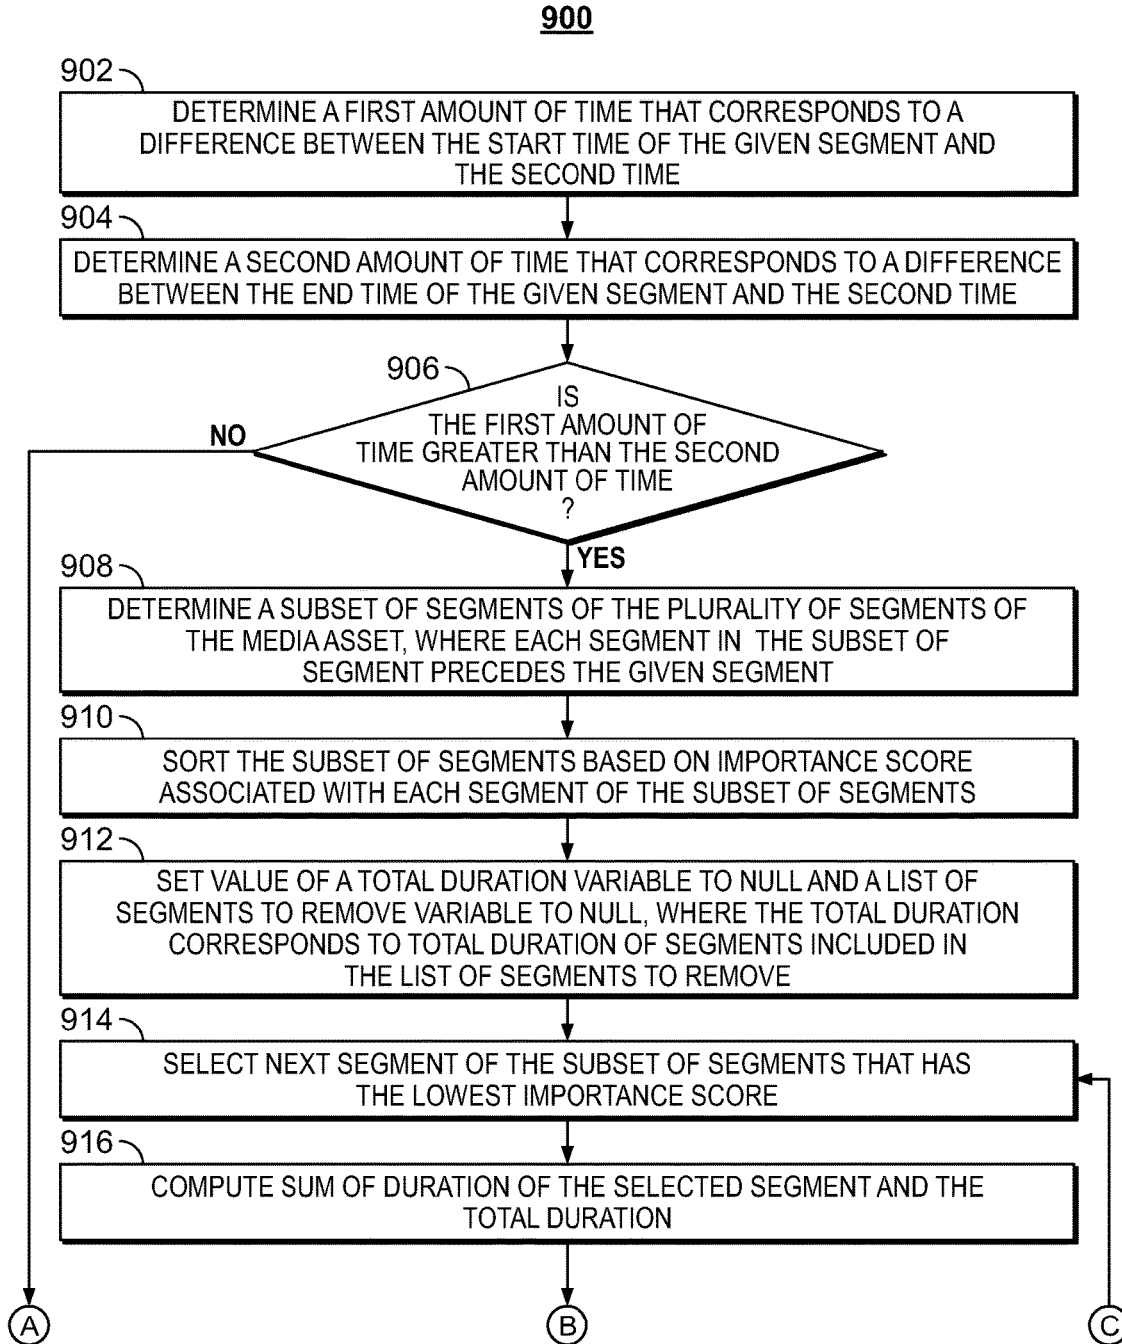 900
902
DETERMINE A FIRST AMOUNT OF TIME THAT CORRESPONDS TO A
DIFFERENCE BETWEEN THE START TIME OF THE GIVEN SEGMENT AND
THE SECOND TIME
904
DETERMINE A SECOND AMOUNT OF TIME THAT CORRESPONDS TO A DIFFERENCE
BETWEEN THE END TIME OF THE GIVEN SEGMENT AND THE SECOND TIME
906
IS
THE FIRST AMOUNT OF
TIME GREATER THAN THE SECOND
AMOUNT OF TIME
?
NO
YES
908
DETERMINE A SUBSET OF SEGMENTS OF THE PLURALITY OF SEGMENTS OF
THE MEDIA ASSET, WHERE EACH SEGMENT IN THE SUBSET OF
SEGMENT PRECEDES THE GIVEN SEGMENT
910
SORT THE SUBSET OF SEGMENTS BASED ON IMPORTANCE SCORE
ASSOCIATED WITH EACH SEGMENT OF THE SUBSET OF SEGMENTS
912
SET VALUE OF A TOTAL DURATION VARIABLE TO NULL AND A LIST OF
SEGMENTS TO REMOVE VARIABLE TO NULL, WHERE THE TOTAL DURATION
CORRESPONDS TO TOTAL DURATION OF SEGMENTS INCLUDED IN
THE LIST OF SEGMENTS TO REMOVE
914
SELECT NEXT SEGMENT OF THE SUBSET OF SEGMENTS THAT HAS
THE LOWEST IMPORTANCE SCORE
916
COMPUTE SUM OF DURATION OF THE SELECTED SEGMENT AND THE
TOTAL DURATION
A
B
C